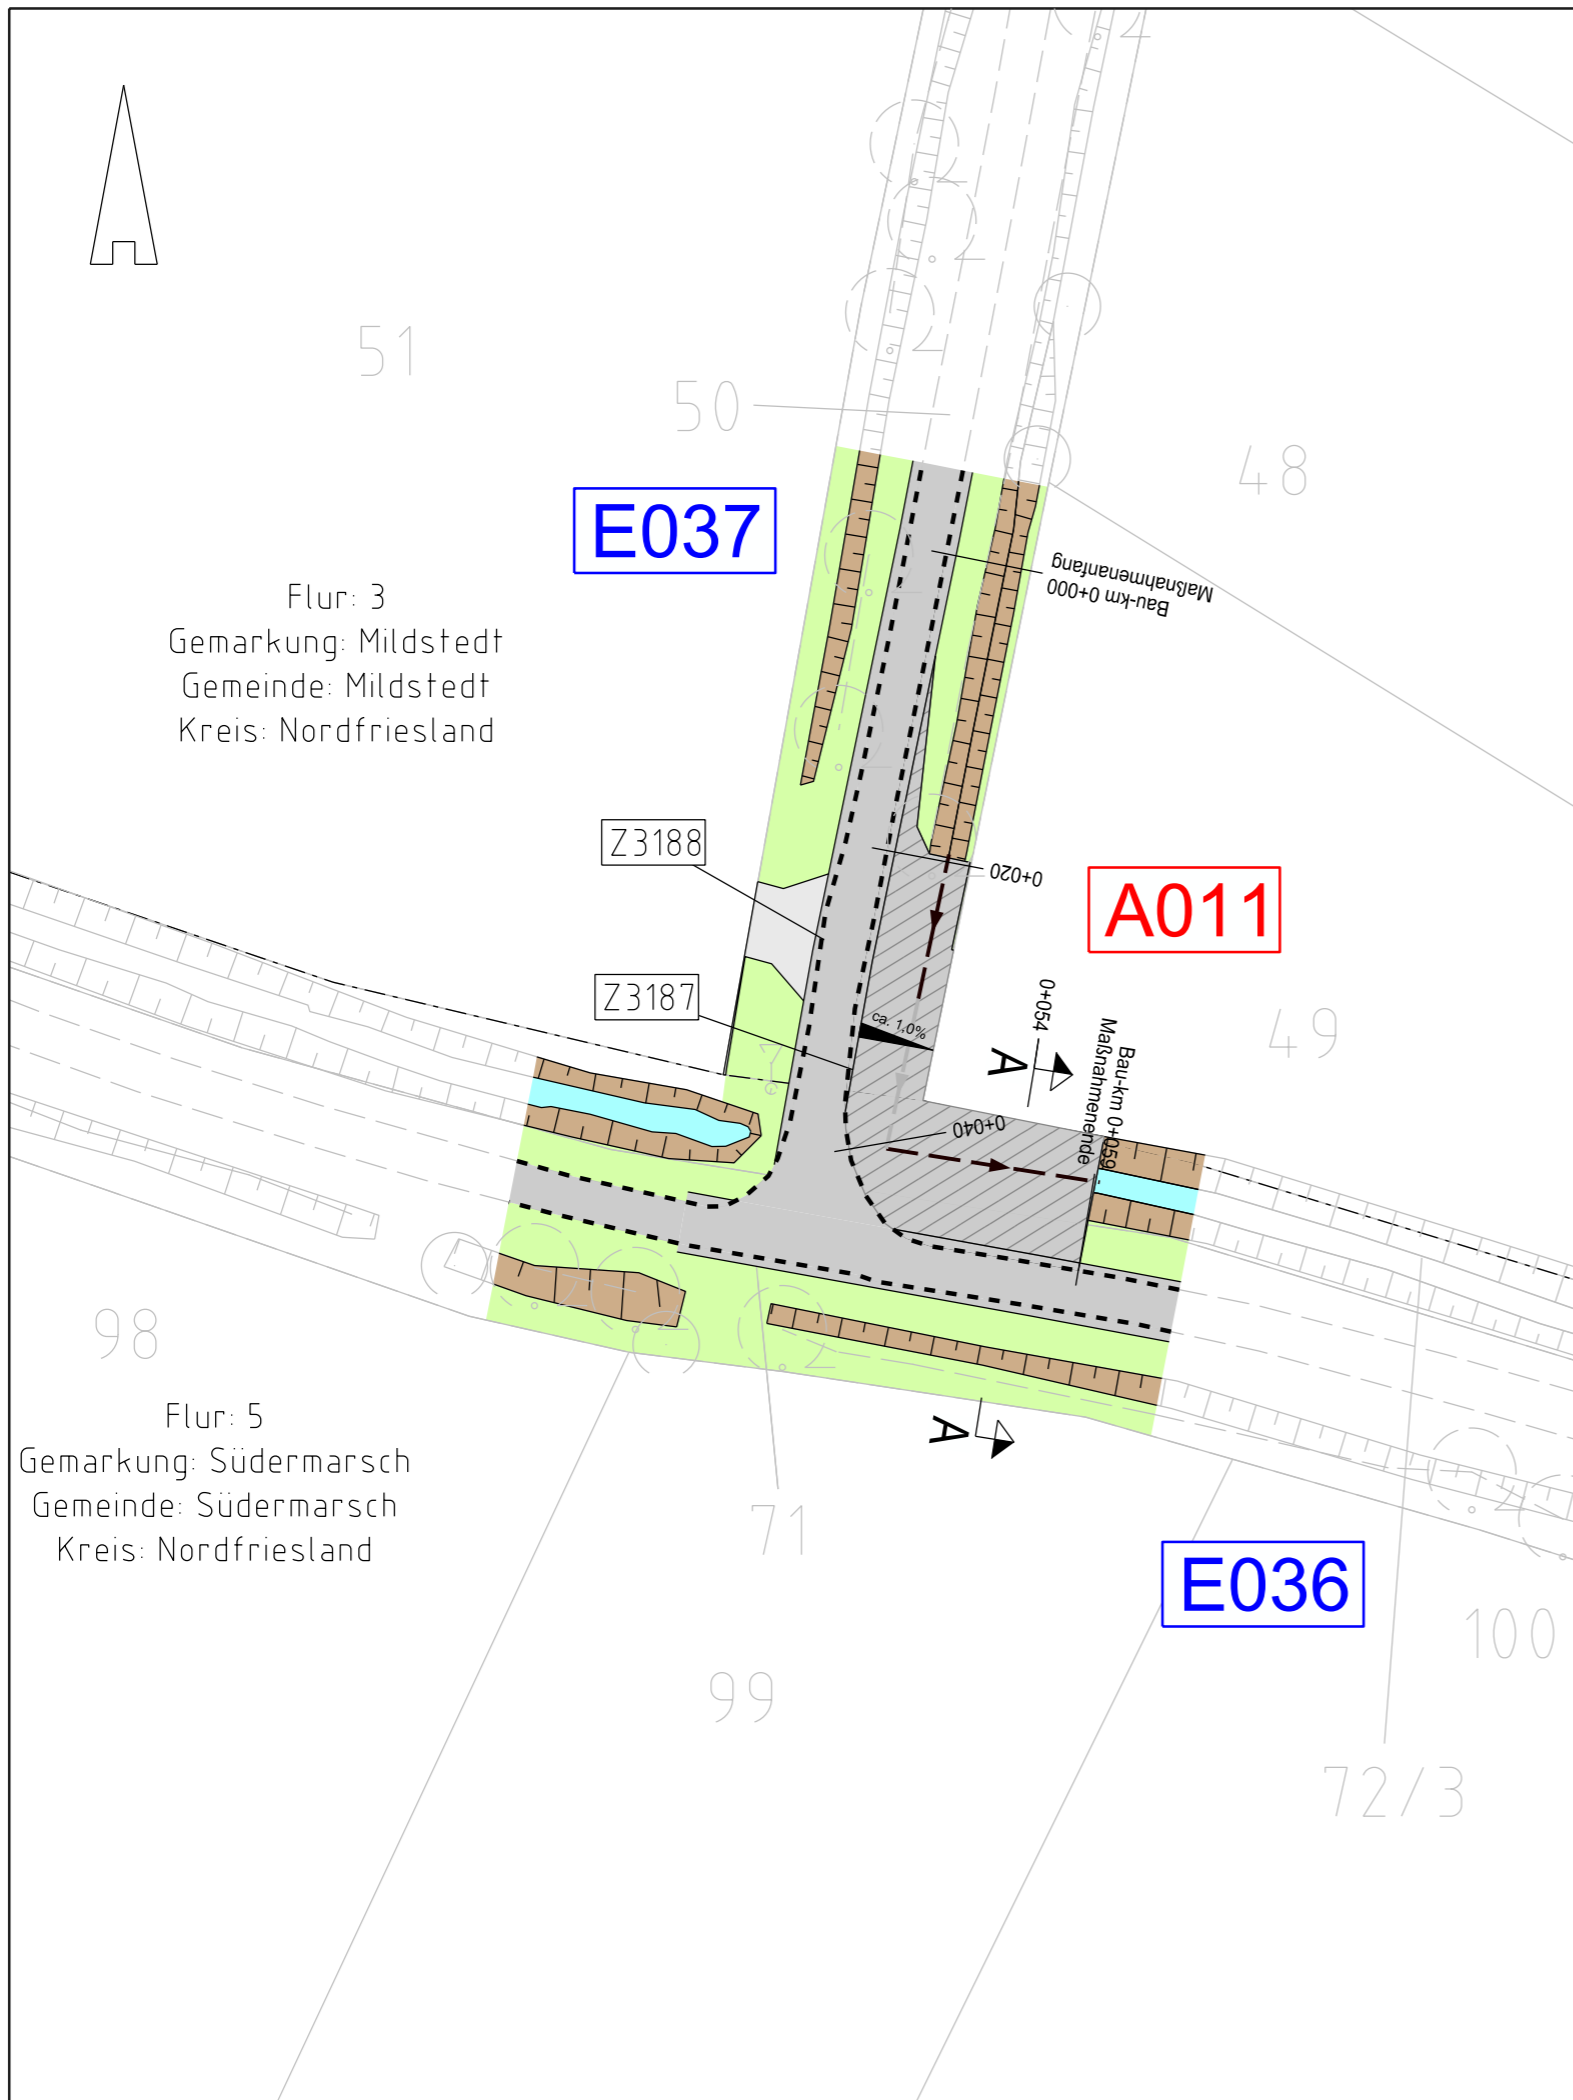 51
50
48
E037
Bau-km 0+000
Maßnahmenanfang
Flur: 3
Gemarkung: Mildstedt
Gemeinde: Mildstedt
Kreis: Nordfriesland
Z3188
0+020
A011
Z3187
ca. 1,0%
0+054
A
49
Bau-km 0+059
Maßnahmenende
0+040
98
Flur: 5
Gemarkung: Südermarsch
Gemeinde: Südermarsch
Kreis: Nordfriesland
A
71
E036
100
99
72/3